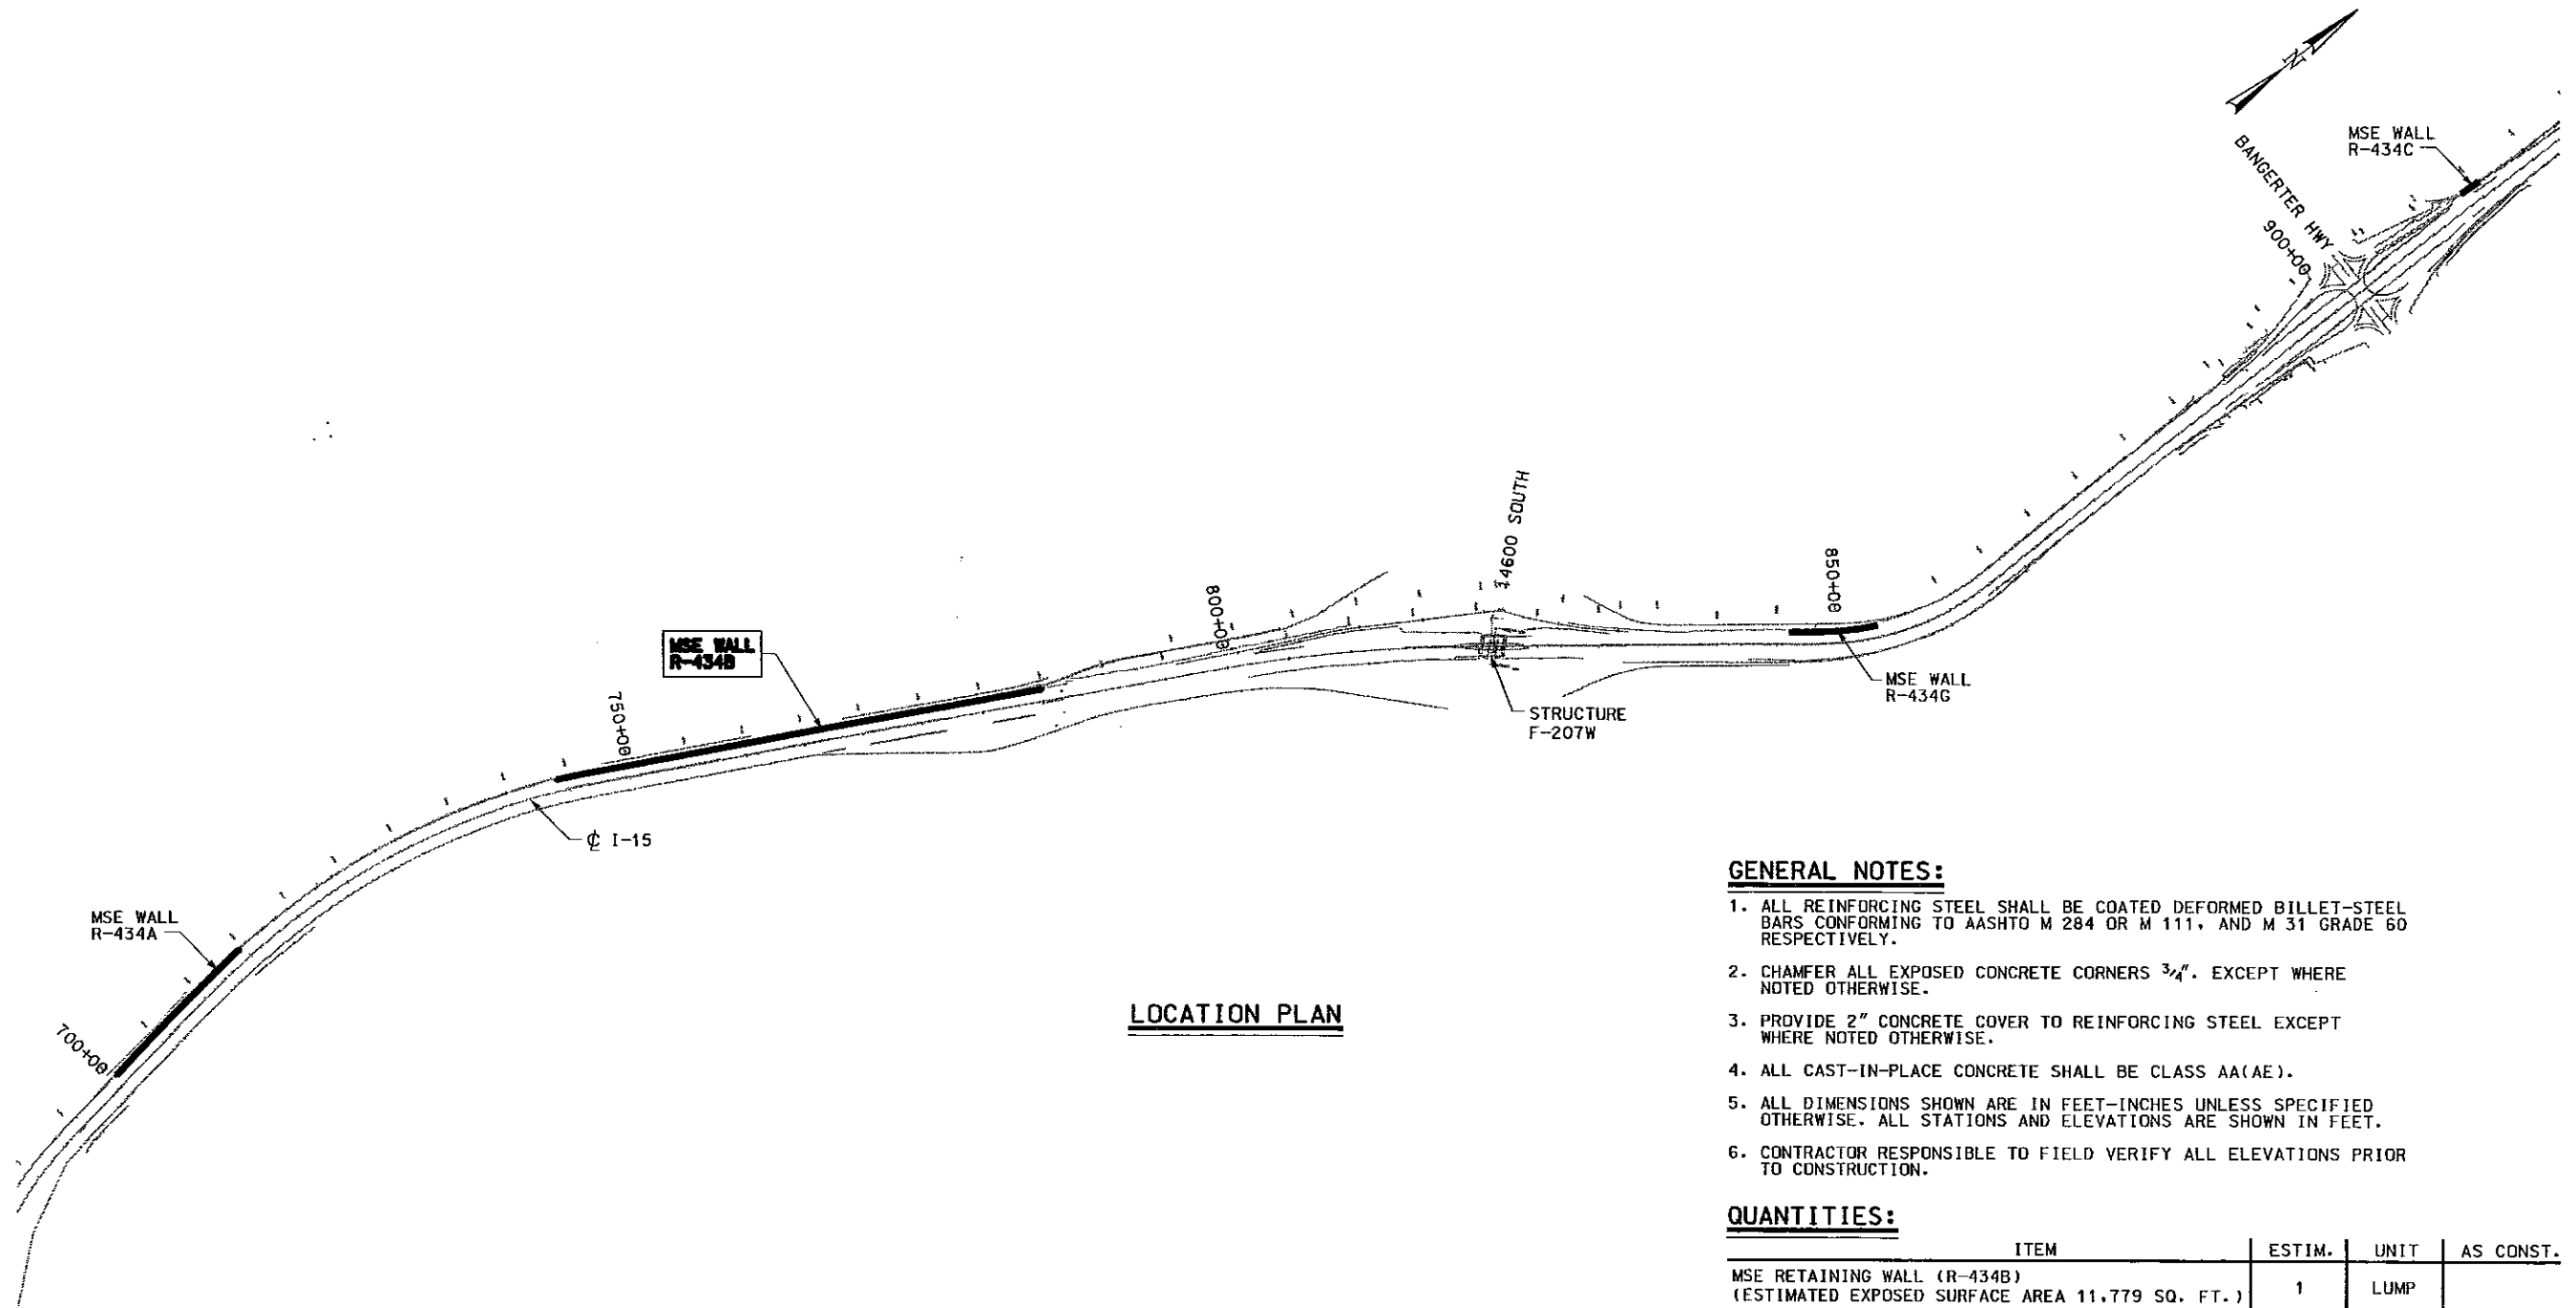 N
MSE WALL
R-434C
BANGERTER HWY
900+00
14600 SOUTH
850+00
800+00
MSE WALL
R-434B
750+00
MSE WALL
R-434G
STRUCTURE
F-207W
℄ I-15
MSE WALL
R-434A
700+00
LOCATION PLAN
GENERAL NOTES:
1. ALL REINFORCING STEEL SHALL BE COATED DEFORMED BILLET-STEEL
BARS CONFORMING TO AASHTO M 284 OR M 111, AND M 31 GRADE 60
RESPECTIVELY.
2. CHAMFER ALL EXPOSED CONCRETE CORNERS 3/4". EXCEPT WHERE
NOTED OTHERWISE.
3. PROVIDE 2" CONCRETE COVER TO REINFORCING STEEL EXCEPT
WHERE NOTED OTHERWISE.
4. ALL CAST-IN-PLACE CONCRETE SHALL BE CLASS AA(AE).
5. ALL DIMENSIONS SHOWN ARE IN FEET-INCHES UNLESS SPECIFIED
OTHERWISE. ALL STATIONS AND ELEVATIONS ARE SHOWN IN FEET.
6. CONTRACTOR RESPONSIBLE TO FIELD VERIFY ALL ELEVATIONS PRIOR
TO CONSTRUCTION.
QUANTITIES:
ITEM ESTIM. UNIT AS CONST.
MSE RETAINING WALL (R-434B)
(ESTIMATED EXPOSED SURFACE AREA 11,779 SQ. FT.) 1 LUMP